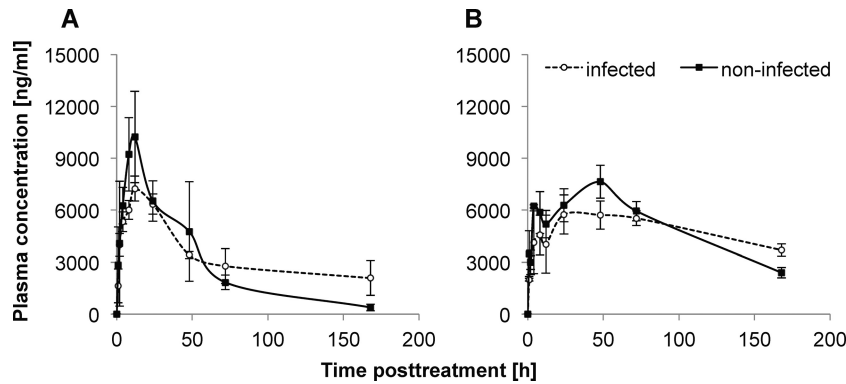 A
B
Plasma concentration [ng/ml]
15000
12000
9000
6000
3000
0
0 50 100 150 200
15000
12000
9000
6000
3000
0
0 50 100 150 200
infected non-infected
Time posttreatment [h]